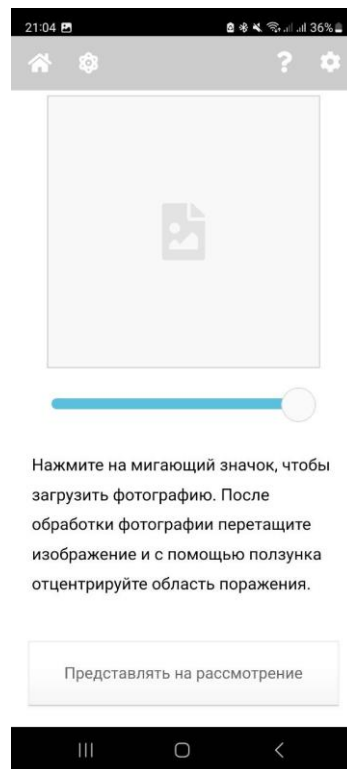 21:04 36%
?
Нажмите на мигающий значок, чтобы
загрузить фотографию. После
обработки фотографии перетащите
изображение и с помощью ползунка
отцентрируйте область поражения.
Представлять на рассмотрение